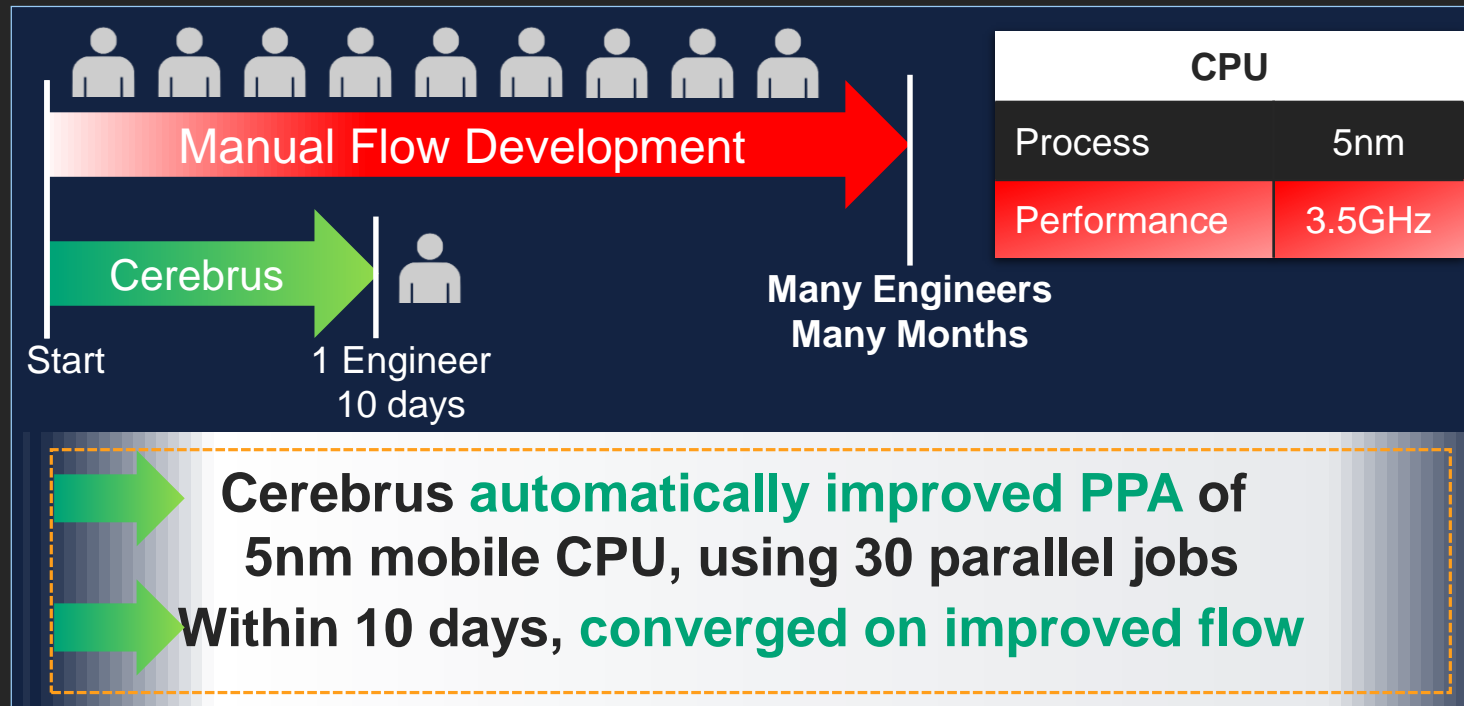 Manual Flow Development
Cerebrus
Start
1 Engineer
10 days
Many Engineers
Many Months
CPU
Process 5nm
Performance 3.5GHz
Cerebrus automatically improved PPA of
5nm mobile CPU, using 30 parallel jobs
Within 10 days, converged on improved flow